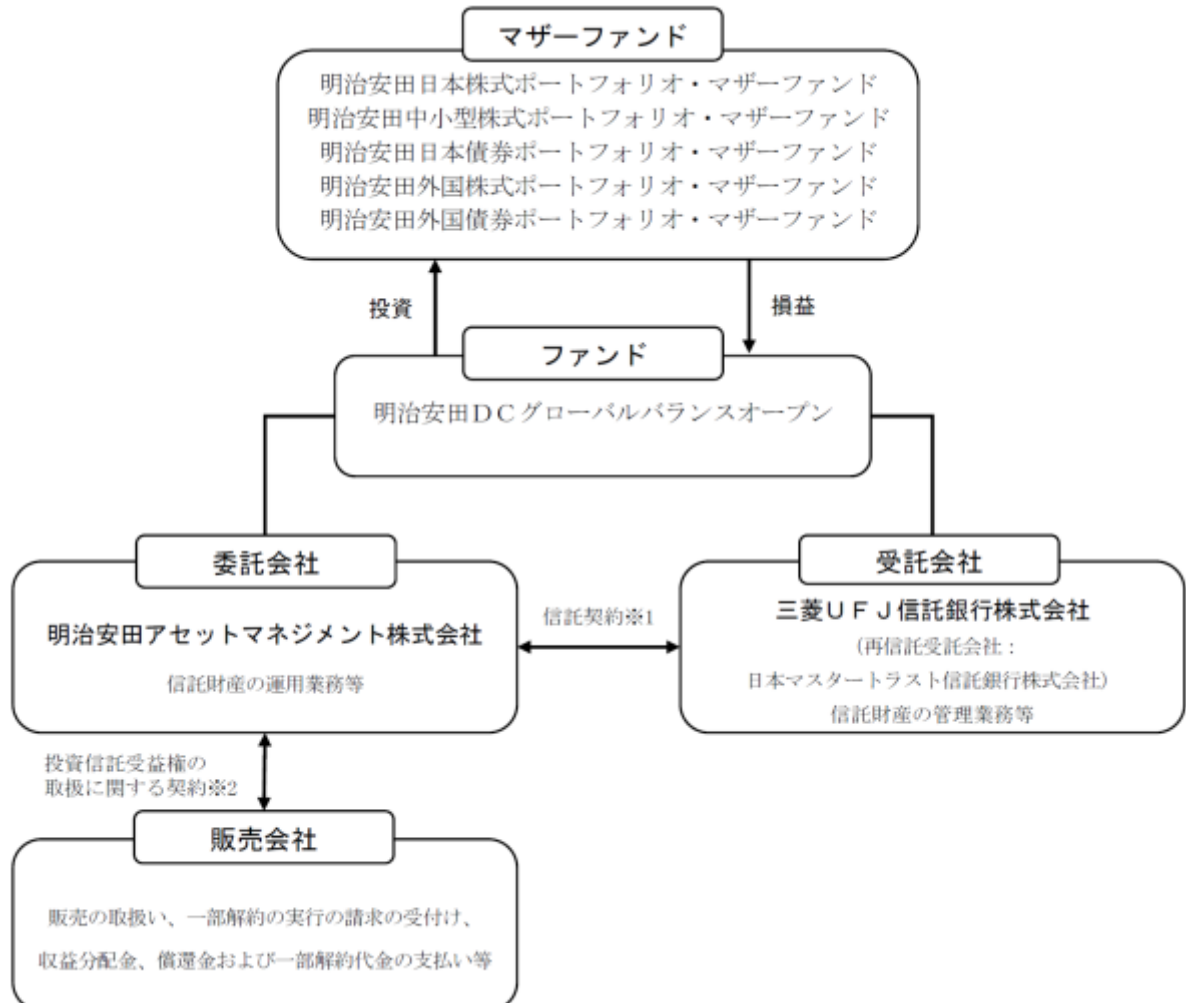 マザーファンド
明治安田日本株式ポートフォリオ・マザーファンド
明治安田中小型株式ポートフォリオ・マザーファンド
明治安田日本債券ポートフォリオ・マザーファンド
明治安田外国株式ポートフォリオ・マザーファンド
明治安田外国債券ポートフォリオ・マザーファンド
投資
損益
ファンド
明治安田DCグローバルバランスオープン
委託会社
明治安田アセットマネジメント株式会社
信託財産の運用業務等
信託契約※1
受託会社
三菱UFJ信託銀行株式会社
(再信託受託会社:
日本マスタートラスト信託銀行株式会社)
信託財産の管理業務等
投資信託受益権の
取扱に関する契約※2
販売会社
販売の取扱い、一部解約の実行の請求の受付け、
収益分配金、償還金および一部解約代金の支払い等